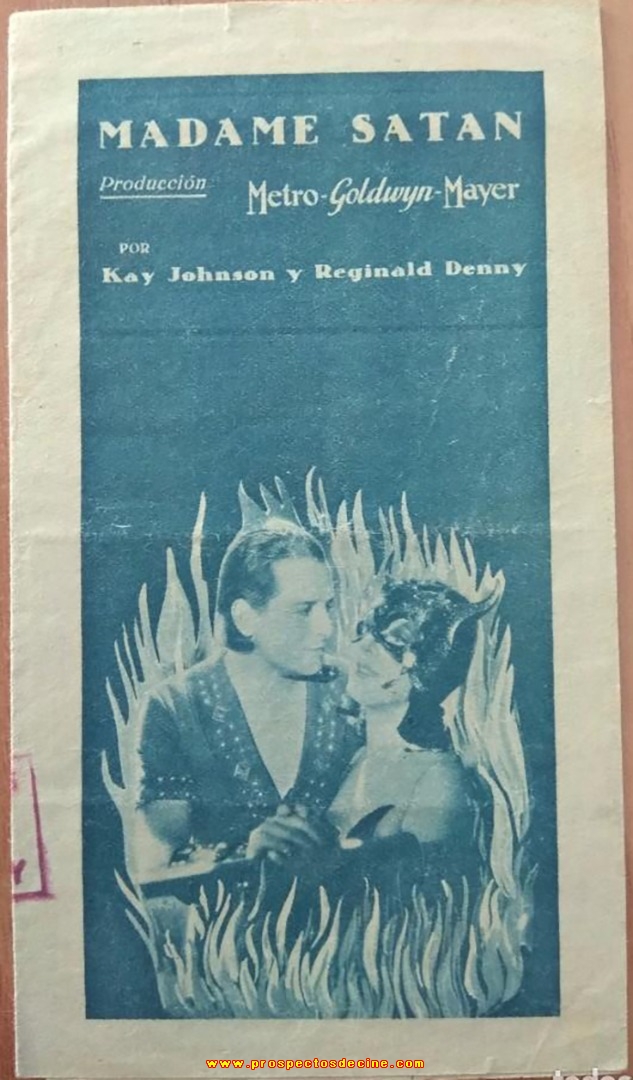 MADAME SATAN
Producción Metro-Goldwyn-Mayer
POR
Kay Johnson y Reginald Denny
www.prospectosdecine.com